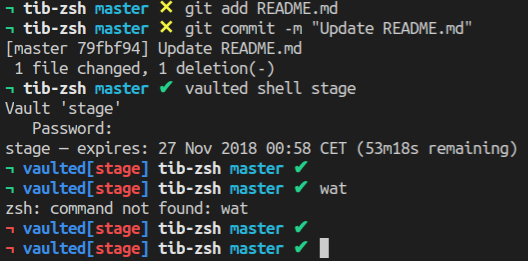 ¬ tib-zsh master ✕ git add README.md
¬ tib-zsh master ✕ git commit -m "Update README.md"
[master 79fbf94] Update README.md
 1 file changed, 1 deletion(-)
¬ tib-zsh master ✔ vaulted shell stage
Vault 'stage'
   Password:
stage — expires: 27 Nov 2018 00:58 CET (53m18s remaining)
¬ vaulted[stage] tib-zsh master ✔
¬ vaulted[stage] tib-zsh master ✔ wat
zsh: command not found: wat
¬ vaulted[stage] tib-zsh master ✔
¬ vaulted[stage] tib-zsh master ✔